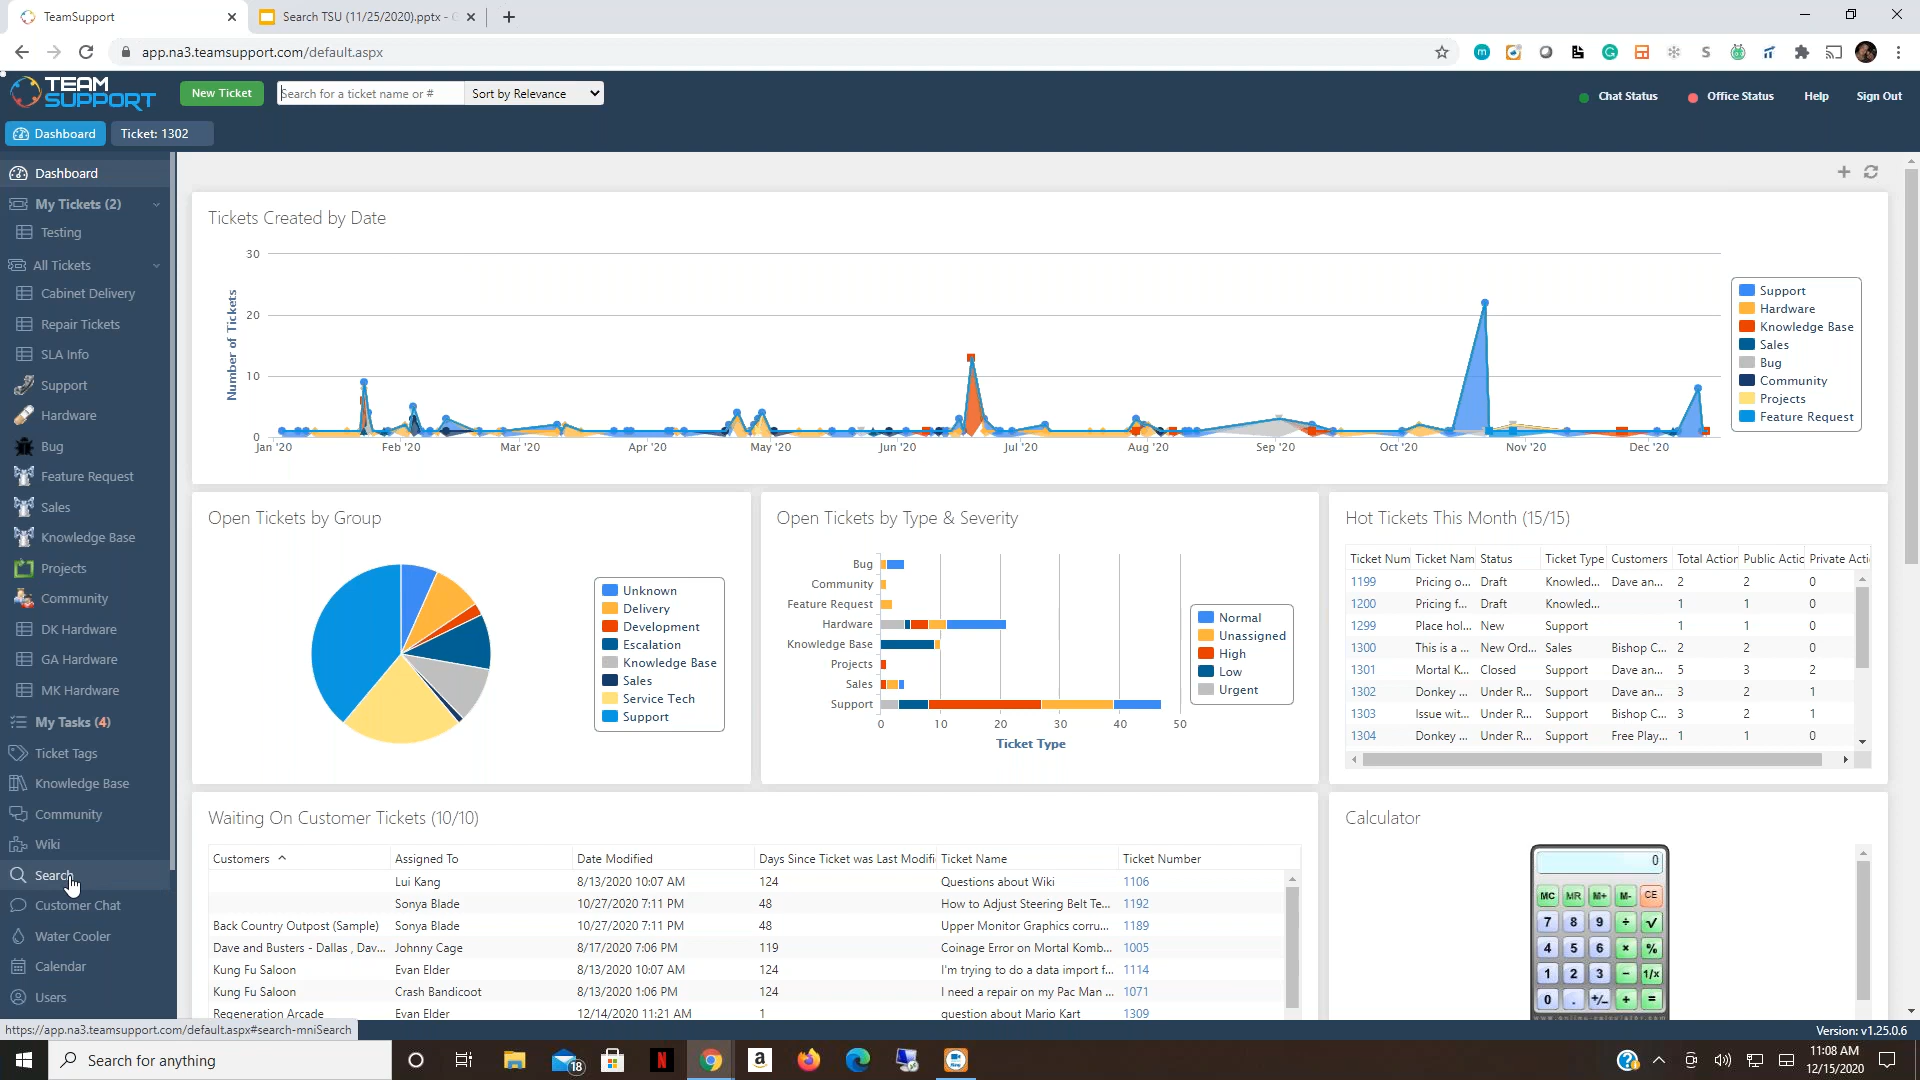 TeamSupport
Search TSU (11/25/2020).pptx - G
app.na3.teamsupport.com/default.aspx
TEAM
SUPPORT
New Ticket
Search for a ticket name or #
Sort by Relevance
Chat Status
Office Status
Help
Sign Out
Dashboard
Ticket: 1302
Dashboard
My Tickets (2)
Testing
All Tickets
Cabinet Delivery
Repair Tickets
SLA Info
Support
Hardware
Bug
Feature Request
Sales
Knowledge Base
Projects
Community
DK Hardware
GA Hardware
MK Hardware
My Tasks (4)
Ticket Tags
Knowledge Base
Community
Wiki
Search
Customer Chat
Water Cooler
Calendar
Users
Tickets Created by Date
Number of Tickets
30
20
10
0
Jan '20 Feb '20 Mar '20 Apr '20 May '20 Jun '20 Jul '20 Aug '20 Sep '20 Oct '20 Nov '20 Dec '20
Support
Hardware
Knowledge Base
Sales
Bug
Community
Projects
Feature Request
Open Tickets by Group
Unknown
Delivery
Development
Escalation
Knowledge Base
Sales
Service Tech
Support
Open Tickets by Type & Severity
Bug
Community
Feature Request
Hardware
Knowledge Base
Projects
Sales
Support
0 10 20 30 40 50
Ticket Type
Normal
Unassigned
High
Low
Urgent
Hot Tickets This Month (15/15)
Ticket Num Ticket Nam Status Ticket Type Customers Total Action Public Actic Private Acti
1199 Pricing o... Draft Knowled... Dave an... 2 2 0
1200 Pricing f... Draft Knowled... 1 1 0
1299 Place hol... New Support 1 1 0
1300 This is a ... New Ord... Sales Bishop C... 2 2 0
1301 Mortal K... Closed Support Dave an... 5 3 2
1302 Donkey ... Under R... Support Dave an... 3 2 1
1303 Issue wit... Under R... Support Bishop C... 3 2 1
1304 Donkey ... Under R... Support Free Play... 1 1 0
Waiting On Customer Tickets (10/10)
Customers Assigned To Date Modified Days Since Ticket was Last Modifi Ticket Name Ticket Number
Lui Kang 8/13/2020 10:07 AM 124 Questions about Wiki 1106
Sonya Blade 10/27/2020 7:11 PM 48 How to Adjust Steering Belt Te... 1192
Back Country Outpost (Sample) Sonya Blade 10/27/2020 7:11 PM 48 Upper Monitor Graphics corru... 1189
Dave and Busters - Dallas , Dav... Johnny Cage 8/17/2020 7:06 PM 119 Coinage Error on Mortal Komb... 1005
Kung Fu Saloon Evan Elder 8/13/2020 10:07 AM 124 I'm trying to do a data import f... 1114
Kung Fu Saloon Crash Bandicoot 8/13/2020 1:06 PM 124 I need a repair on my Pac Man ... 1071
Regeneration Arcade Evan Elder 12/14/2020 11:21 AM 1 question about Mario Kart 1309
Calculator
0
MC MR M+ M- CE
7 8 9 ÷ √
4 5 6 × %
1 2 3 − 1/x
0 . +/_ + =
www.online-calculator.com
https://app.na3.teamsupport.com/default.aspx#search-mniSearch
Version: v1.25.0.6
Search for anything
18
11:08 AM
12/15/2020